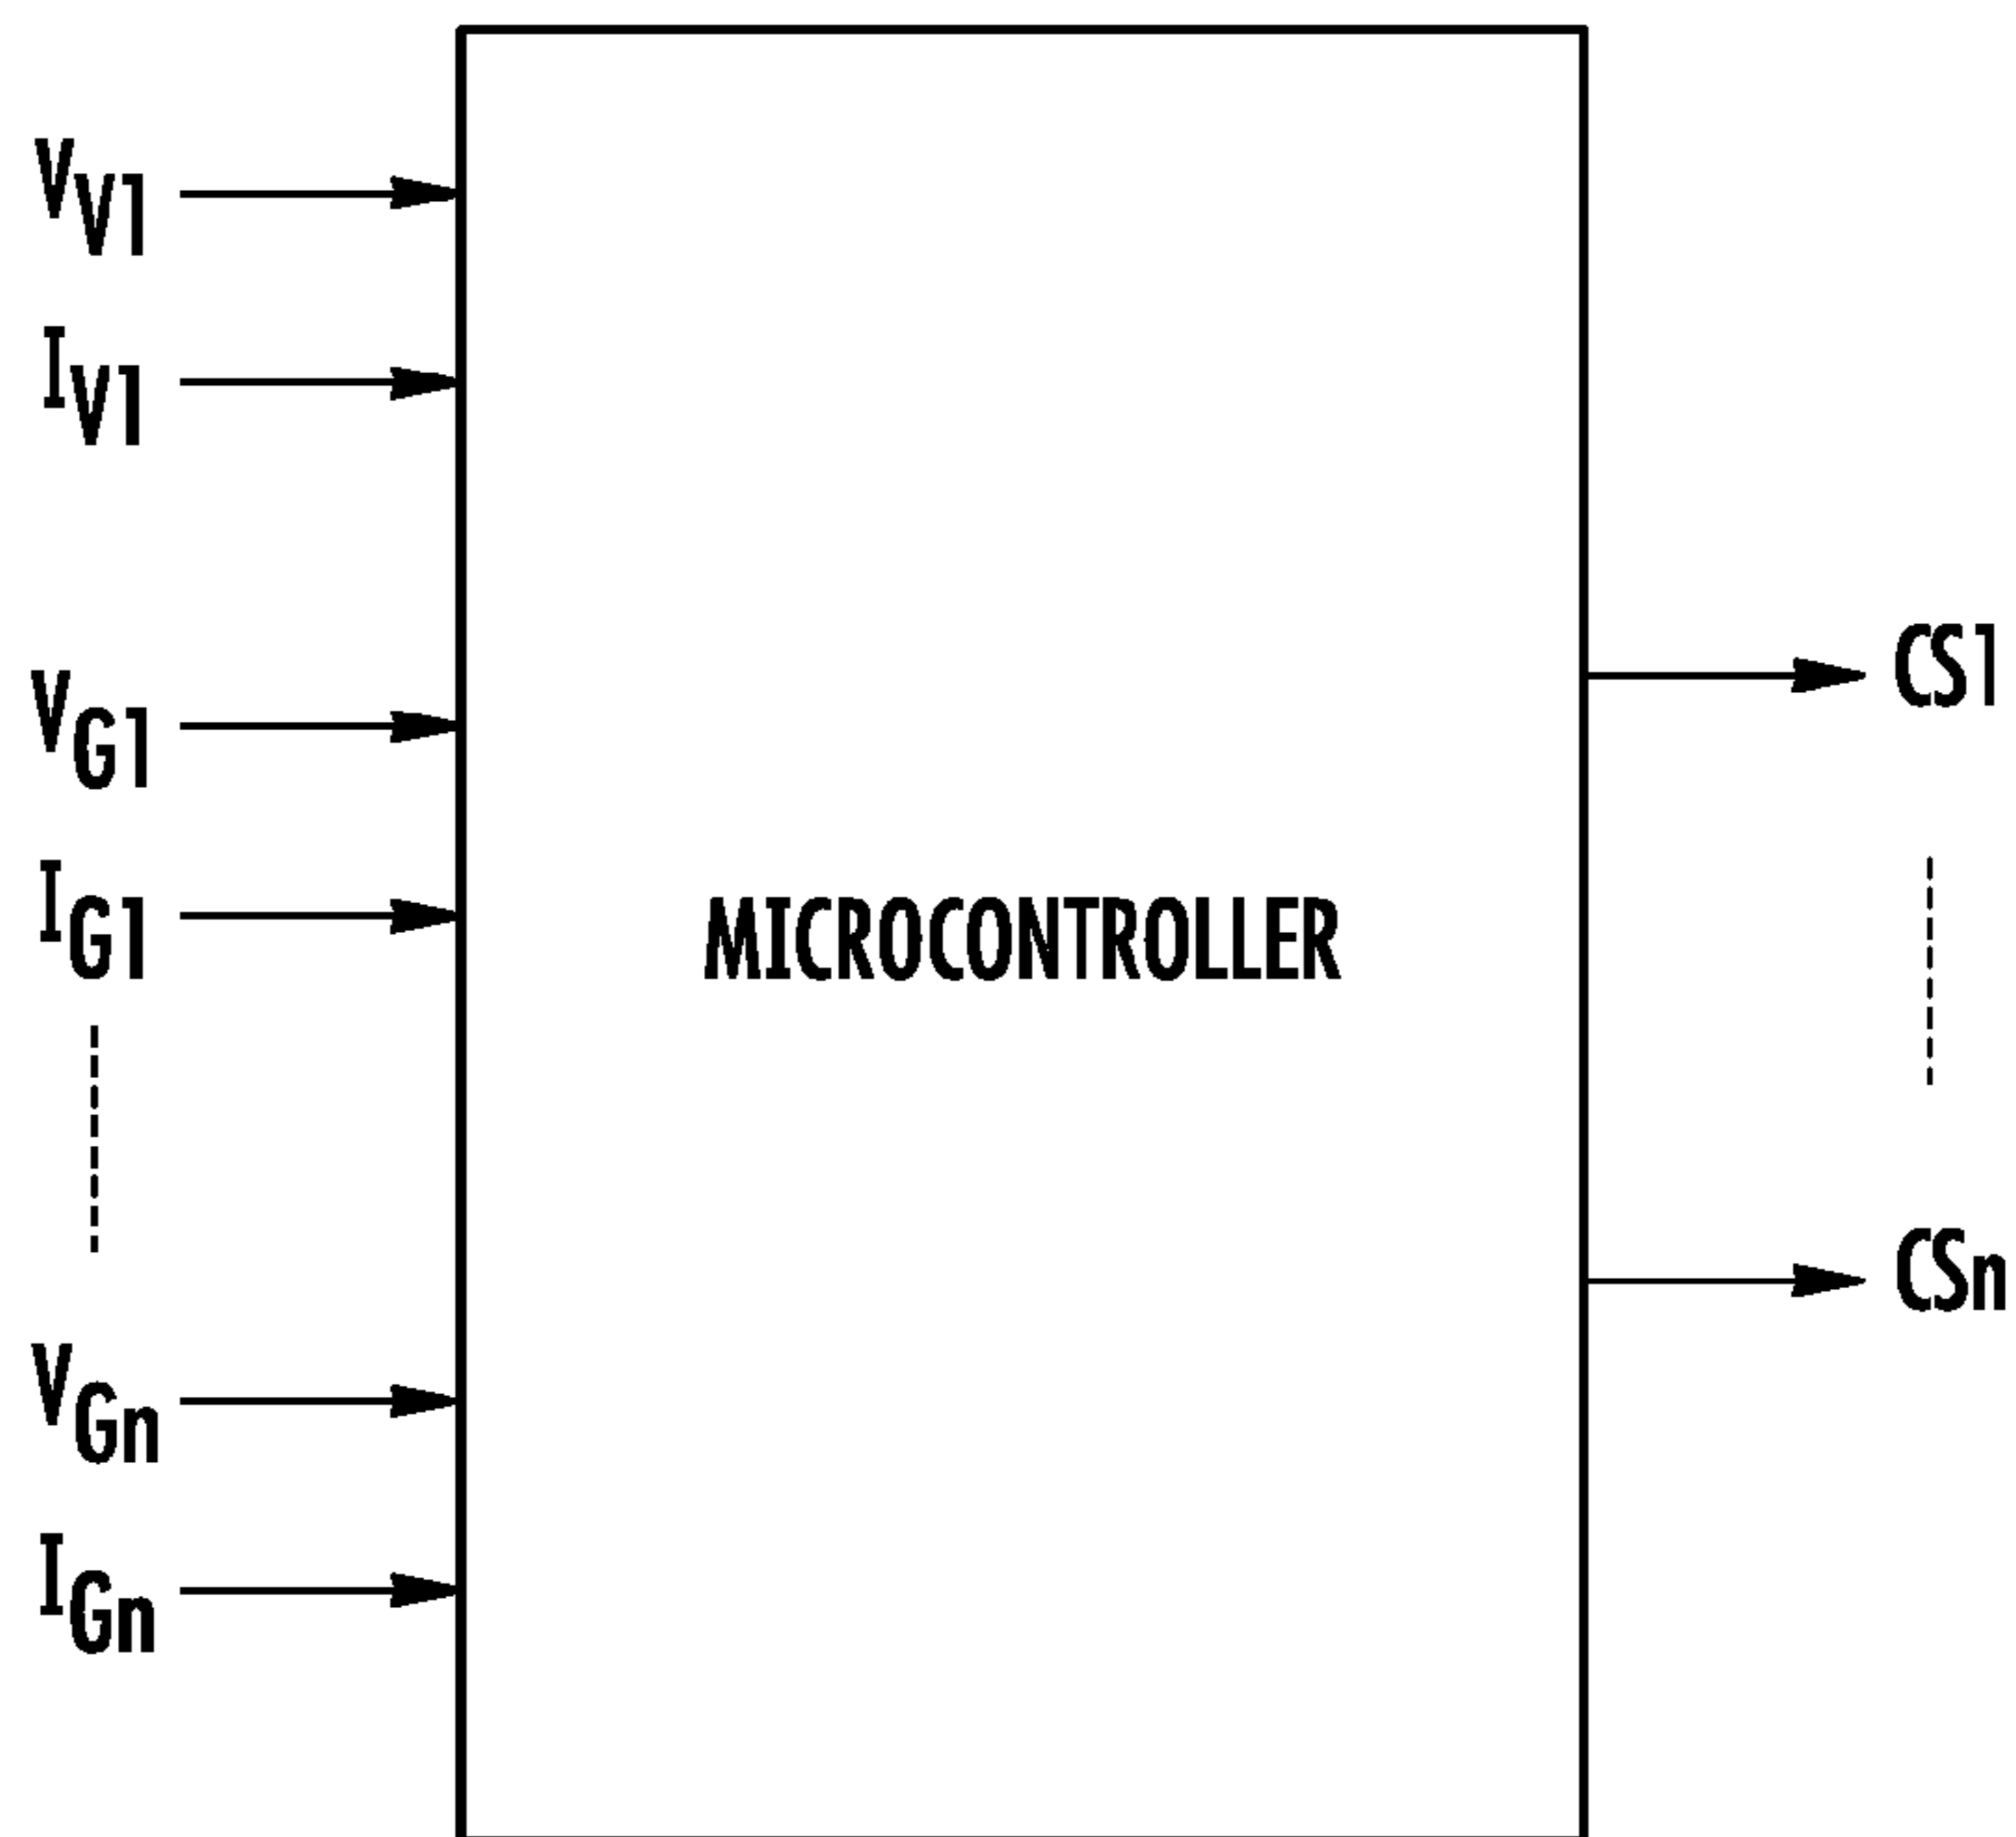 VV1
IV1
VG1
IG1
VGn
IGn
MICROCONTROLLER
CS1
CSn